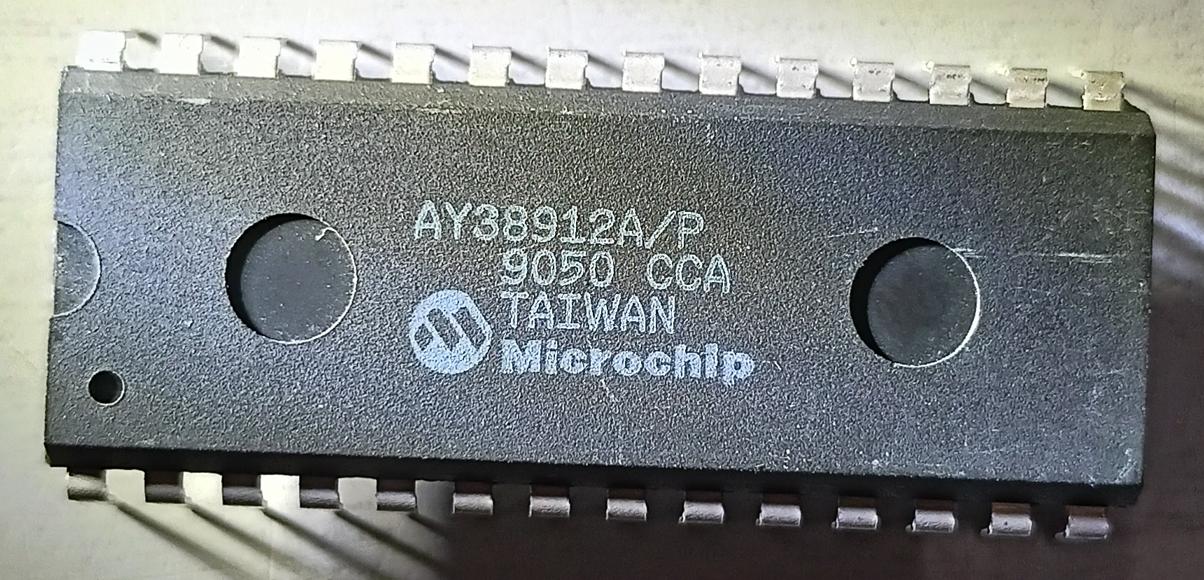 AY38912A/P
9050 CCA
TAIWAN
Microchip